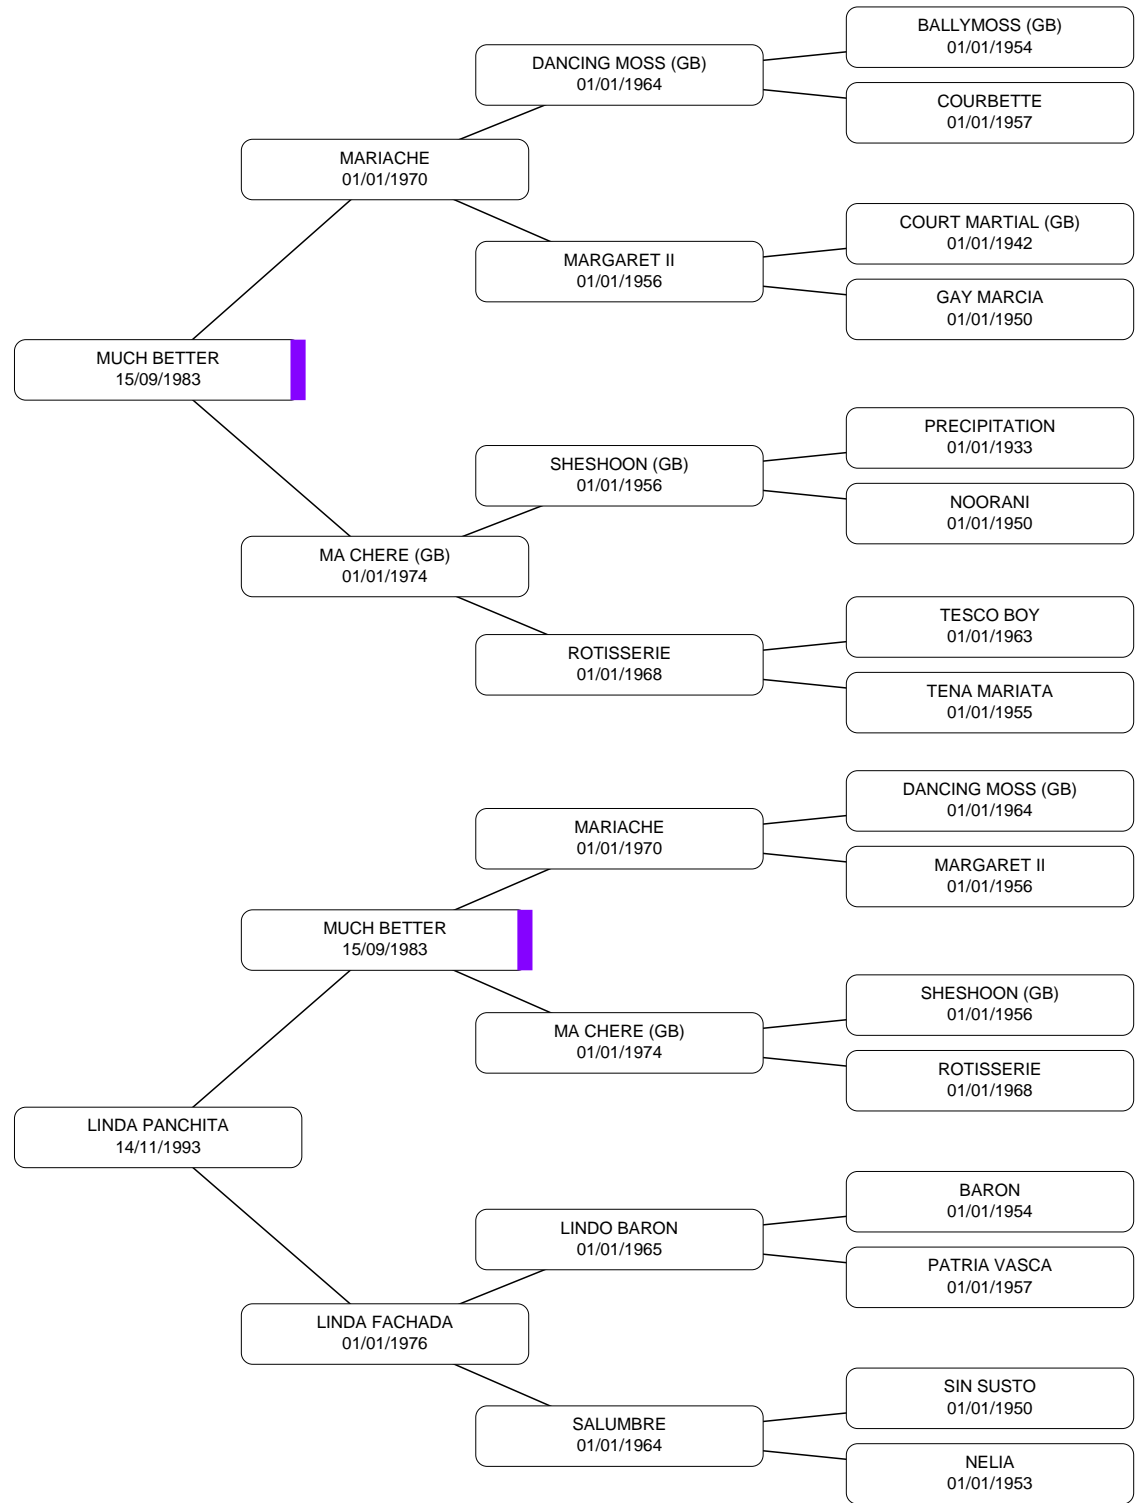 BALLYMOSS (GB)
01/01/1954
DANCING MOSS (GB)
01/01/1964
COURBETTE
01/01/1957
MARIACHE
01/01/1970
COURT MARTIAL (GB)
01/01/1942
MARGARET II
01/01/1956
GAY MARCIA
01/01/1950
MUCH BETTER
15/09/1983
PRECIPITATION
01/01/1933
SHESHOON (GB)
01/01/1956
NOORANI
01/01/1950
MA CHERE (GB)
01/01/1974
TESCO BOY
01/01/1963
ROTISSERIE
01/01/1968
TENA MARIATA
01/01/1955
DANCING MOSS (GB)
01/01/1964
MARIACHE
01/01/1970
MARGARET II
01/01/1956
MUCH BETTER
15/09/1983
SHESHOON (GB)
01/01/1956
MA CHERE (GB)
01/01/1974
ROTISSERIE
01/01/1968
LINDA PANCHITA
14/11/1993
BARON
01/01/1954
LINDO BARON
01/01/1965
PATRIA VASCA
01/01/1957
LINDA FACHADA
01/01/1976
SIN SUSTO
01/01/1950
SALUMBRE
01/01/1964
NELIA
01/01/1953